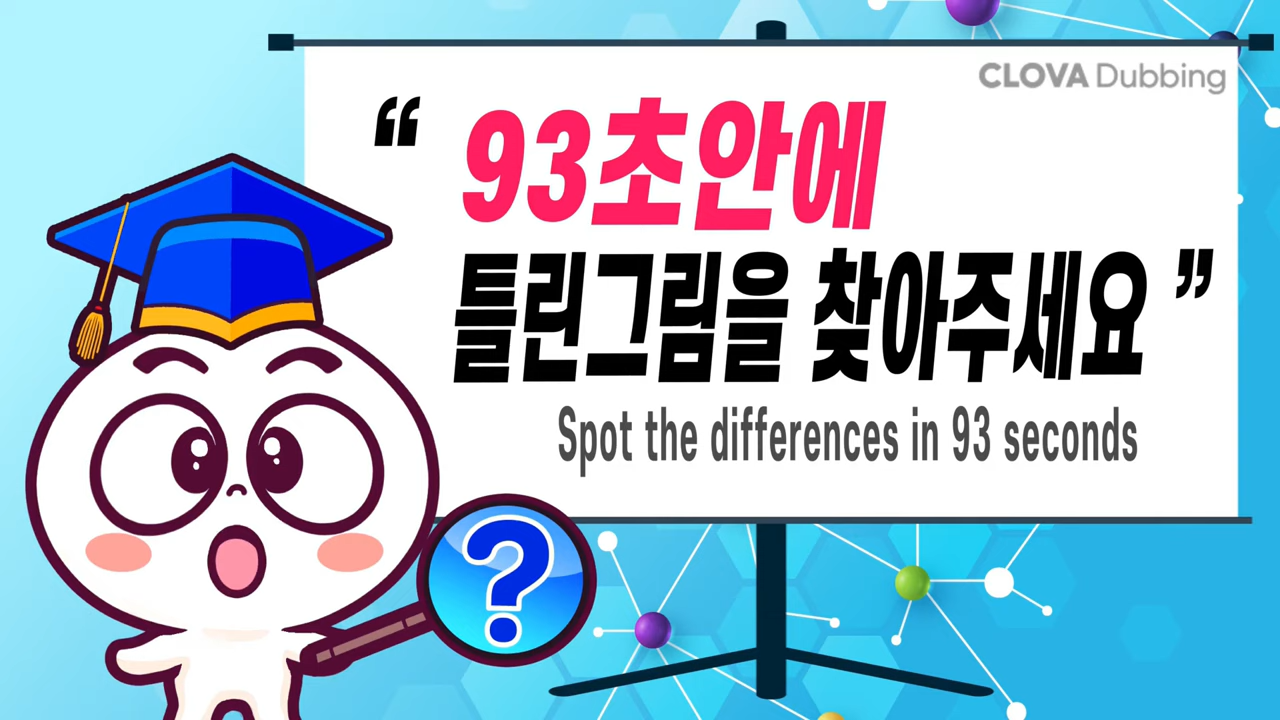 CLOVA Dubbing
“ 93초안에
틀린그림을 찾아주세요 ”
Spot the differences in 93 seconds
?